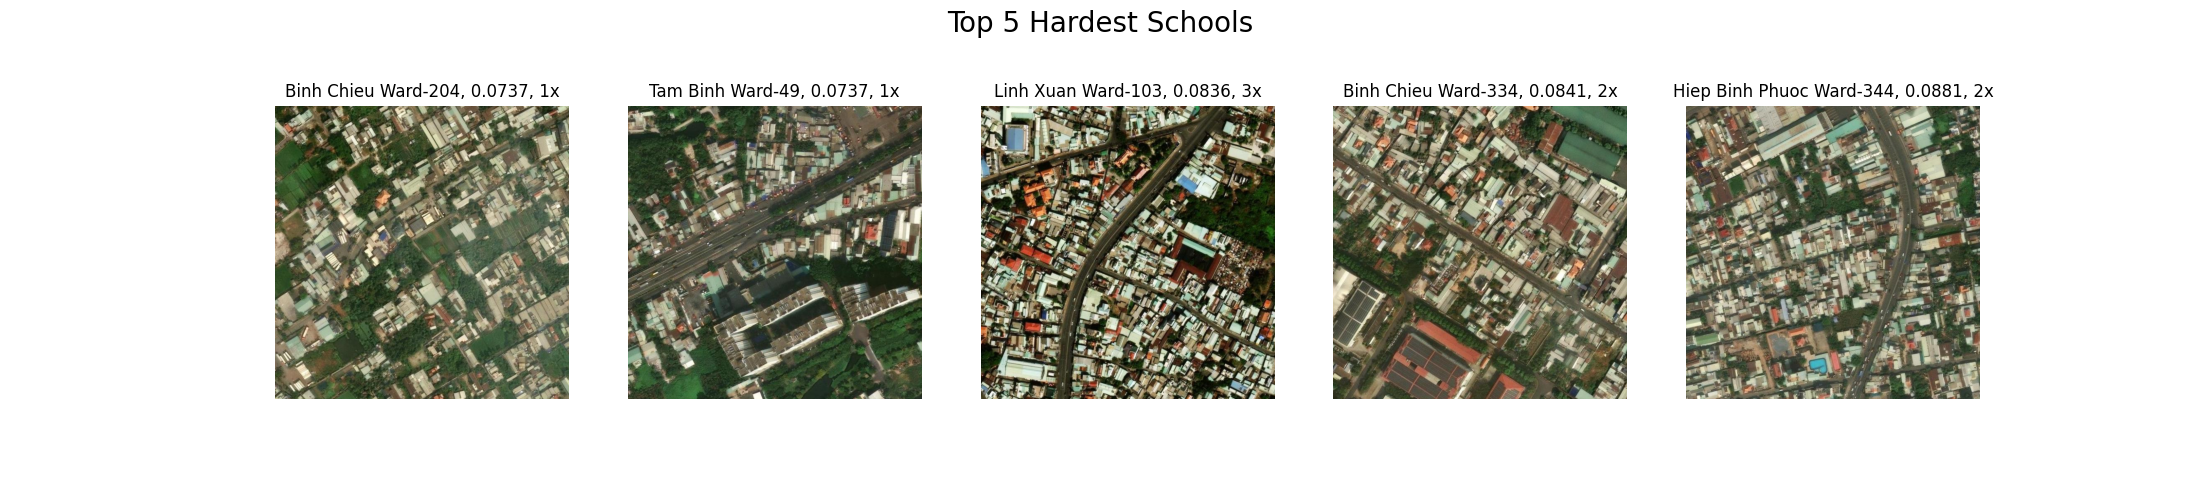 Top 5 Hardest Schools
Binh Chieu Ward-204, 0.0737, 1x
Tam Binh Ward-49, 0.0737, 1x
Linh Xuan Ward-103, 0.0836, 3x
Binh Chieu Ward-334, 0.0841, 2x
Hiep Binh Phuoc Ward-344, 0.0881, 2x